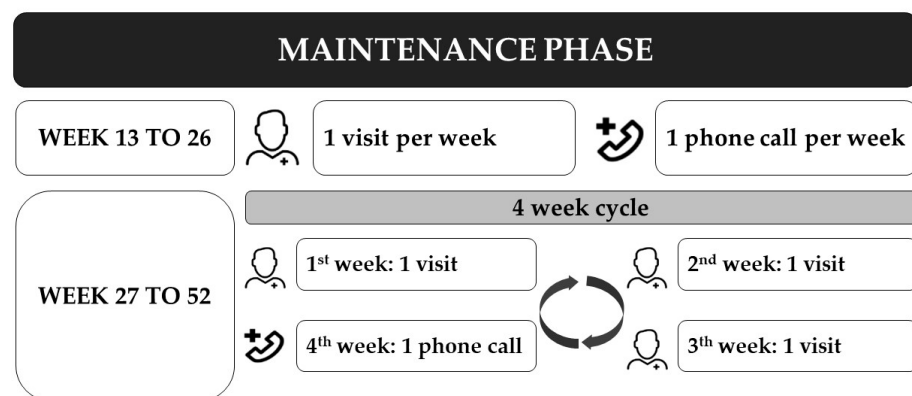 MAINTENANCE PHASE
WEEK 13 TO 26
1 visit per week
1 phone call per week
WEEK 27 TO 52
4 week cycle
1st week: 1 visit
2nd week: 1 visit
4th week: 1 phone call
3th week: 1 visit